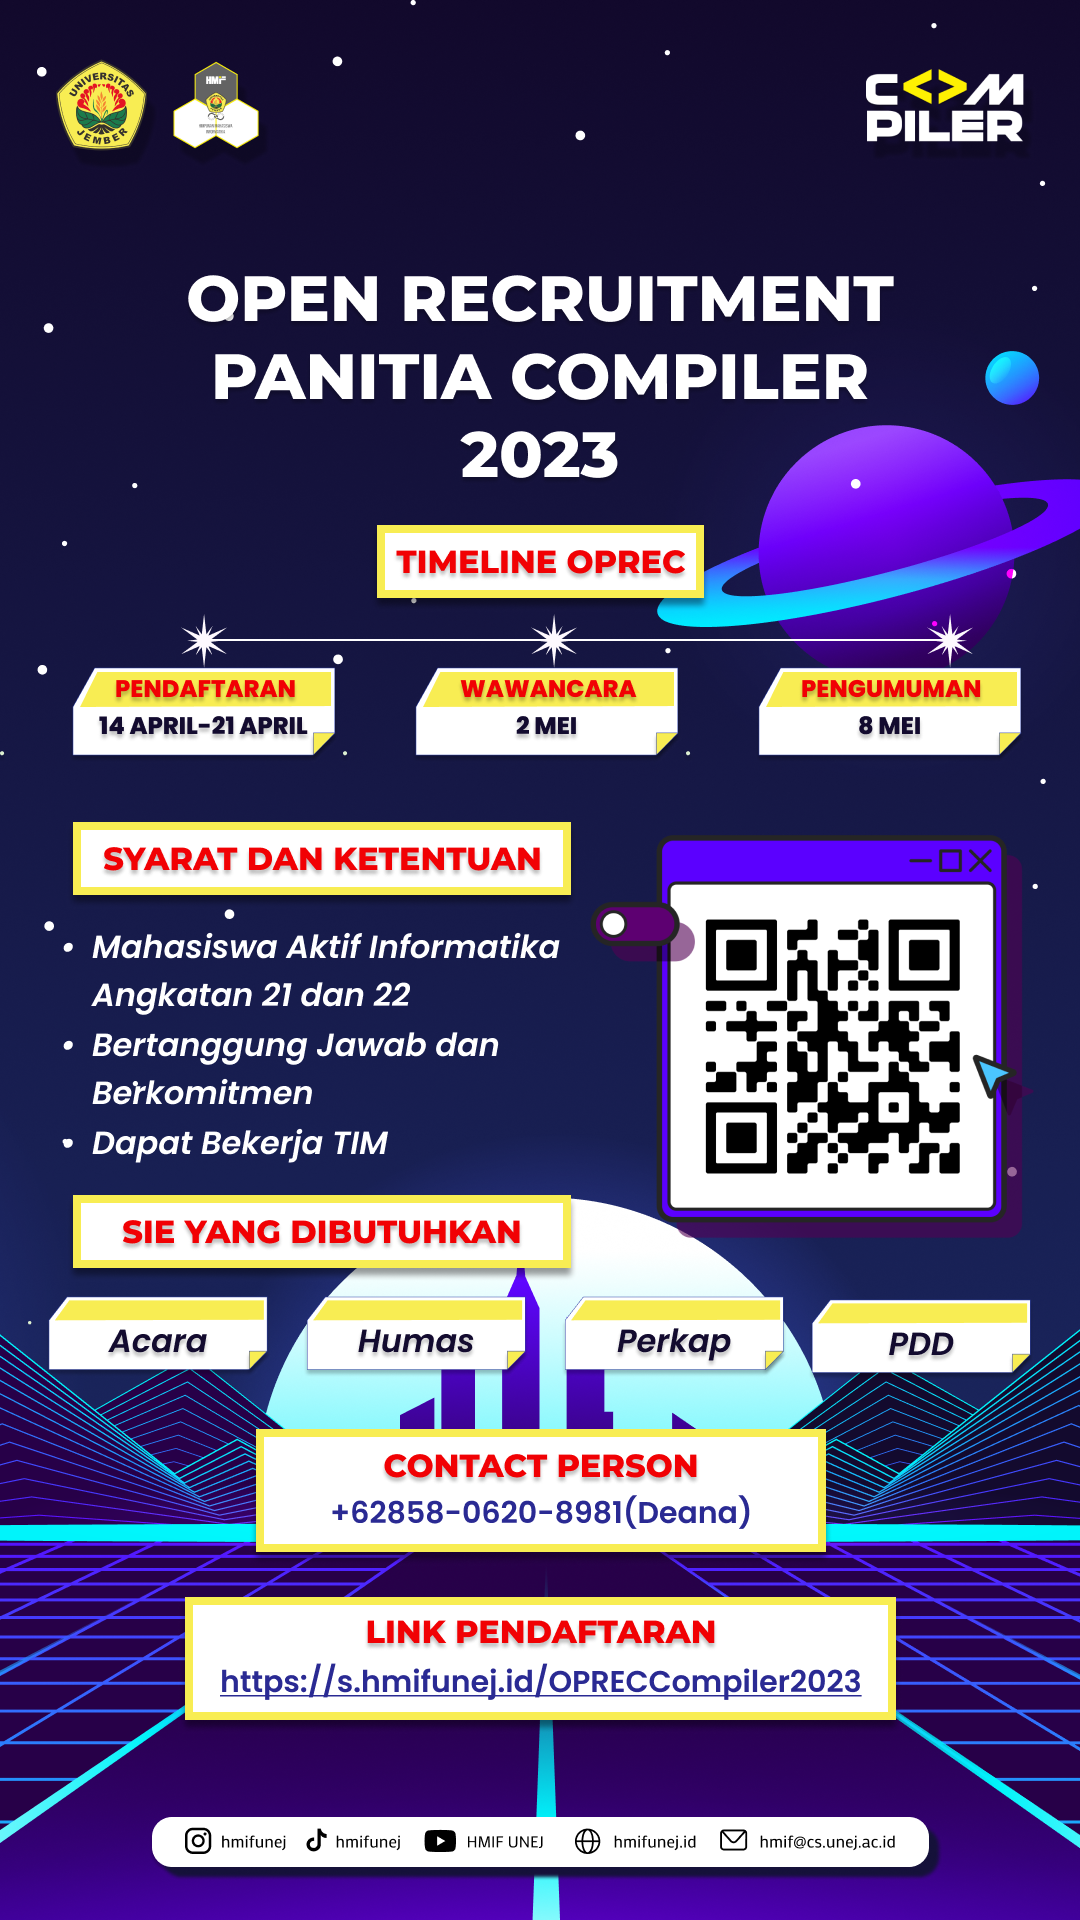 UNIVERSITAS
JEMBER
HMIF
C<>M
PILER
OPEN RECRUITMENT
PANITIA COMPILER
2023
TIMELINE OPREC
PENDAFTARAN
14 APRIL-21 APRIL
WAWANCARA
2 MEI
PENGUMUMAN
8 MEI
SYARAT DAN KETENTUAN
• Mahasiswa Aktif Informatika
Angkatan 21 dan 22
• Bertanggung Jawab dan
Berkomitmen
• Dapat Bekerja TIM
SIE YANG DIBUTUHKAN
Acara
Humas
Perkap
PDD
CONTACT PERSON
+62858-0620-8981(Deana)
LINK PENDAFTARAN
https://s.hmifunej.id/OPRECCompiler2023
hmifunej
hmifunej
HMIF UNEJ
hmifunej.id
hmif@cs.unej.ac.id